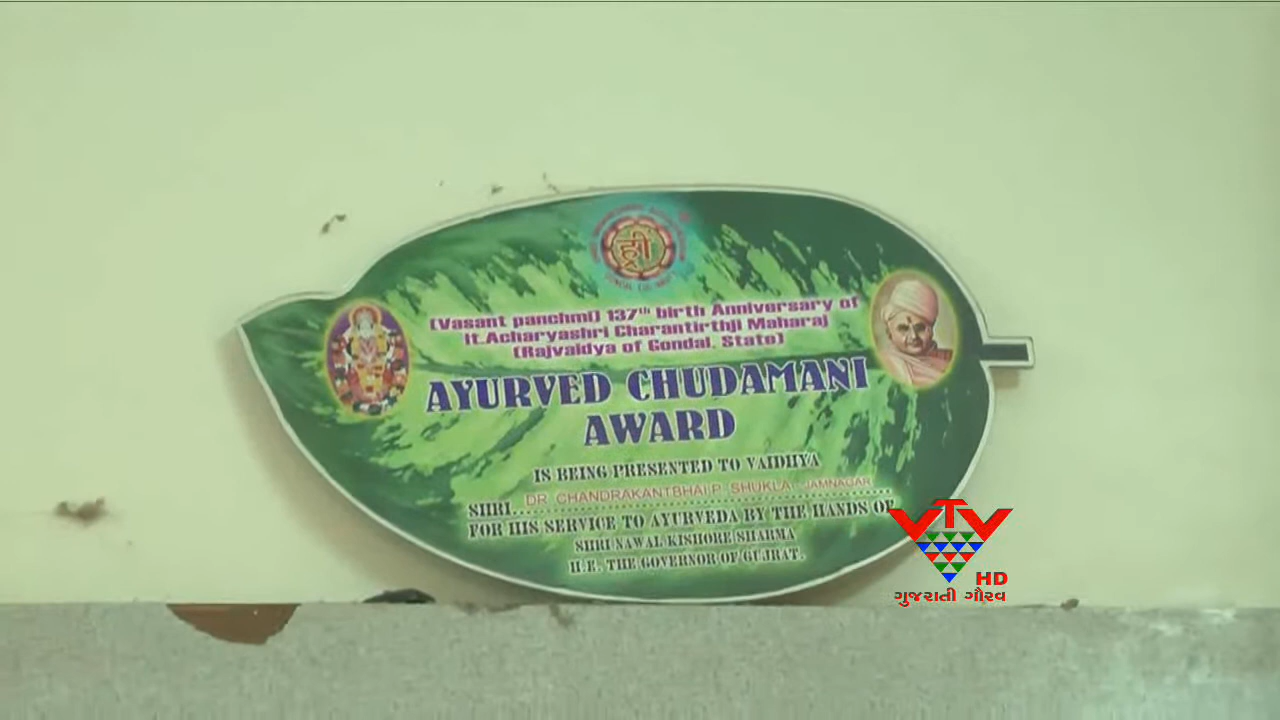 ह्री
(Vasant panchmi) 137th birth Anniversary of
lt.Acharyashri Charantirthji Maharaj
(Rajvaidya of Gondal, State)
AYURVED CHUDAMANI
AWARD
IS BEING PRESENTED TO VAIDHYA
SHRI. DR CHANDRAKANTBHAI P SHUKLA JAMNAGAR
FOR HIS SERVICE TO AYURVEDA BY THE HANDS OF
SHRI NAWAL KISHORE SHARMA
H.E. THE GOVERNOR OF GUJRAT.
VTV
HD
ગુજરાતી ગૌરવ